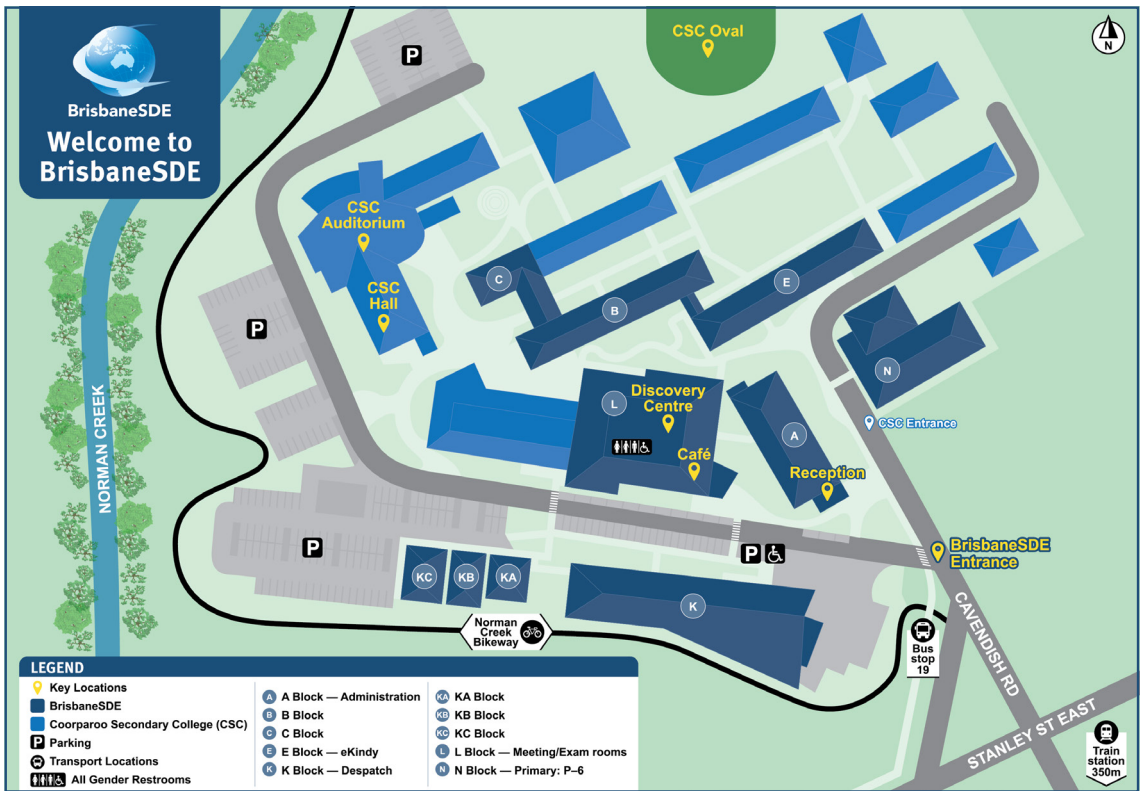 BrisbaneSDE
Welcome to
BrisbaneSDE
P
CSC Oval
N
CSC
Auditorium
CSC
Hall
C
B
E
P
N
NORMAN CREEK
L
Discovery
Centre
A
CSC Entrance
Café
Reception
P
P
BrisbaneSDE
Entrance
KC
KB
KA
K
Norman
Creek
Bikeway
CAVENDISH RD
Bus
stop
19
STANLEY ST EAST
Train
station
350m
LEGEND
Key Locations
BrisbaneSDE
Coorparoo Secondary College (CSC)
P Parking
Transport Locations
All Gender Restrooms
A A Block — Administration
B B Block
C C Block
E E Block — eKindy
K K Block — Despatch
KA KA Block
KB KB Block
KC KC Block
L L Block — Meeting/Exam rooms
N N Block — Primary: P–6